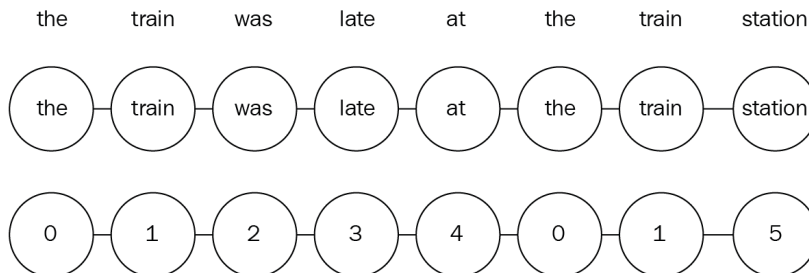 the train was late at the train station
the train was late at the train station
0 1 2 3 4 0 1 5